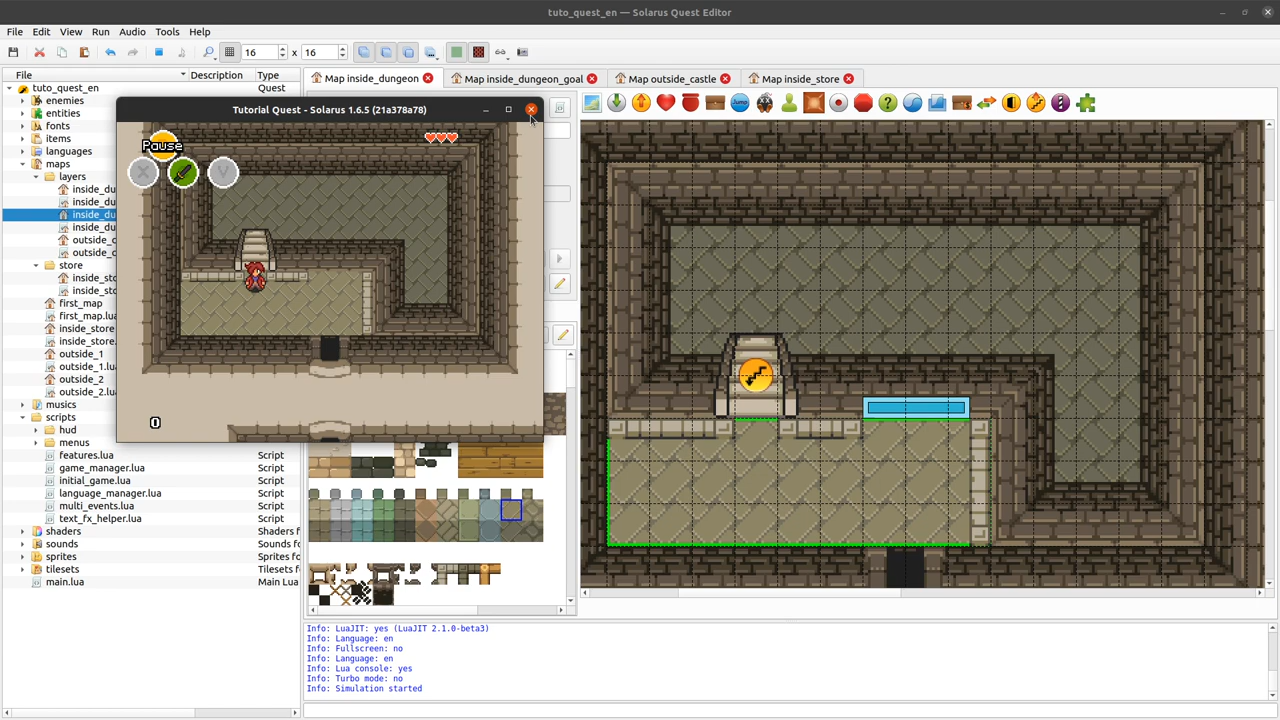 tuto_quest_en — Solarus Quest Editor
File Edit View Run Audio Tools Help
16 x 16
File Description Type
tuto_quest_en Quest
enemies
entities
fonts
items
languages
maps
layers
inside_du
inside_du
inside_du
inside_du
outside_c
outside_c
store
inside_sto
inside_sto
first_map
first_map.lua
inside_store
inside_store.
outside_1
outside_1.lu
outside_2
outside_2.lu
musics
scripts
hud
menus
features.lua Script
game_manager.lua Script
initial_game.lua Script
language_manager.lua Script
multi_events.lua Script
text_fx_helper.lua Script
shaders Shaders f
sounds Sounds fo
sprites Sprites fo
tilesets Tilesets f
main.lua Main Lua
Map inside_dungeon Map inside_dungeon_goal Map outside_castle Map inside_store
Tutorial Quest - Solarus 1.6.5 (21a378a78)
Pause
X V
0
Jump
Info: LuaJIT: yes (LuaJIT 2.1.0-beta3)
Info: Language: en
Info: Fullscreen: no
Info: Language: en
Info: Lua console: yes
Info: Turbo mode: no
Info: Simulation started